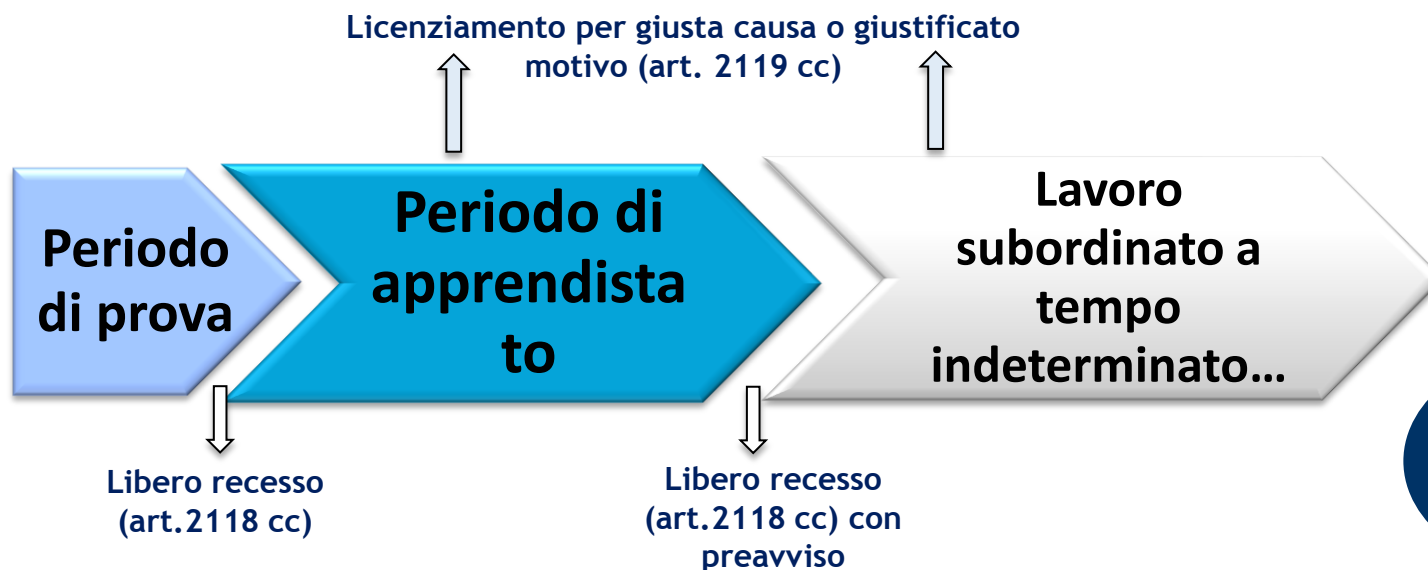 Licenziamento per giusta causa o giustificato
motivo (art. 2119 cc)
Periodo
di prova
Periodo di
apprendista
to
Lavoro
subordinato a
tempo
indeterminato…
Libero recesso
(art.2118 cc)
Libero recesso
(art.2118 cc) con
preavviso